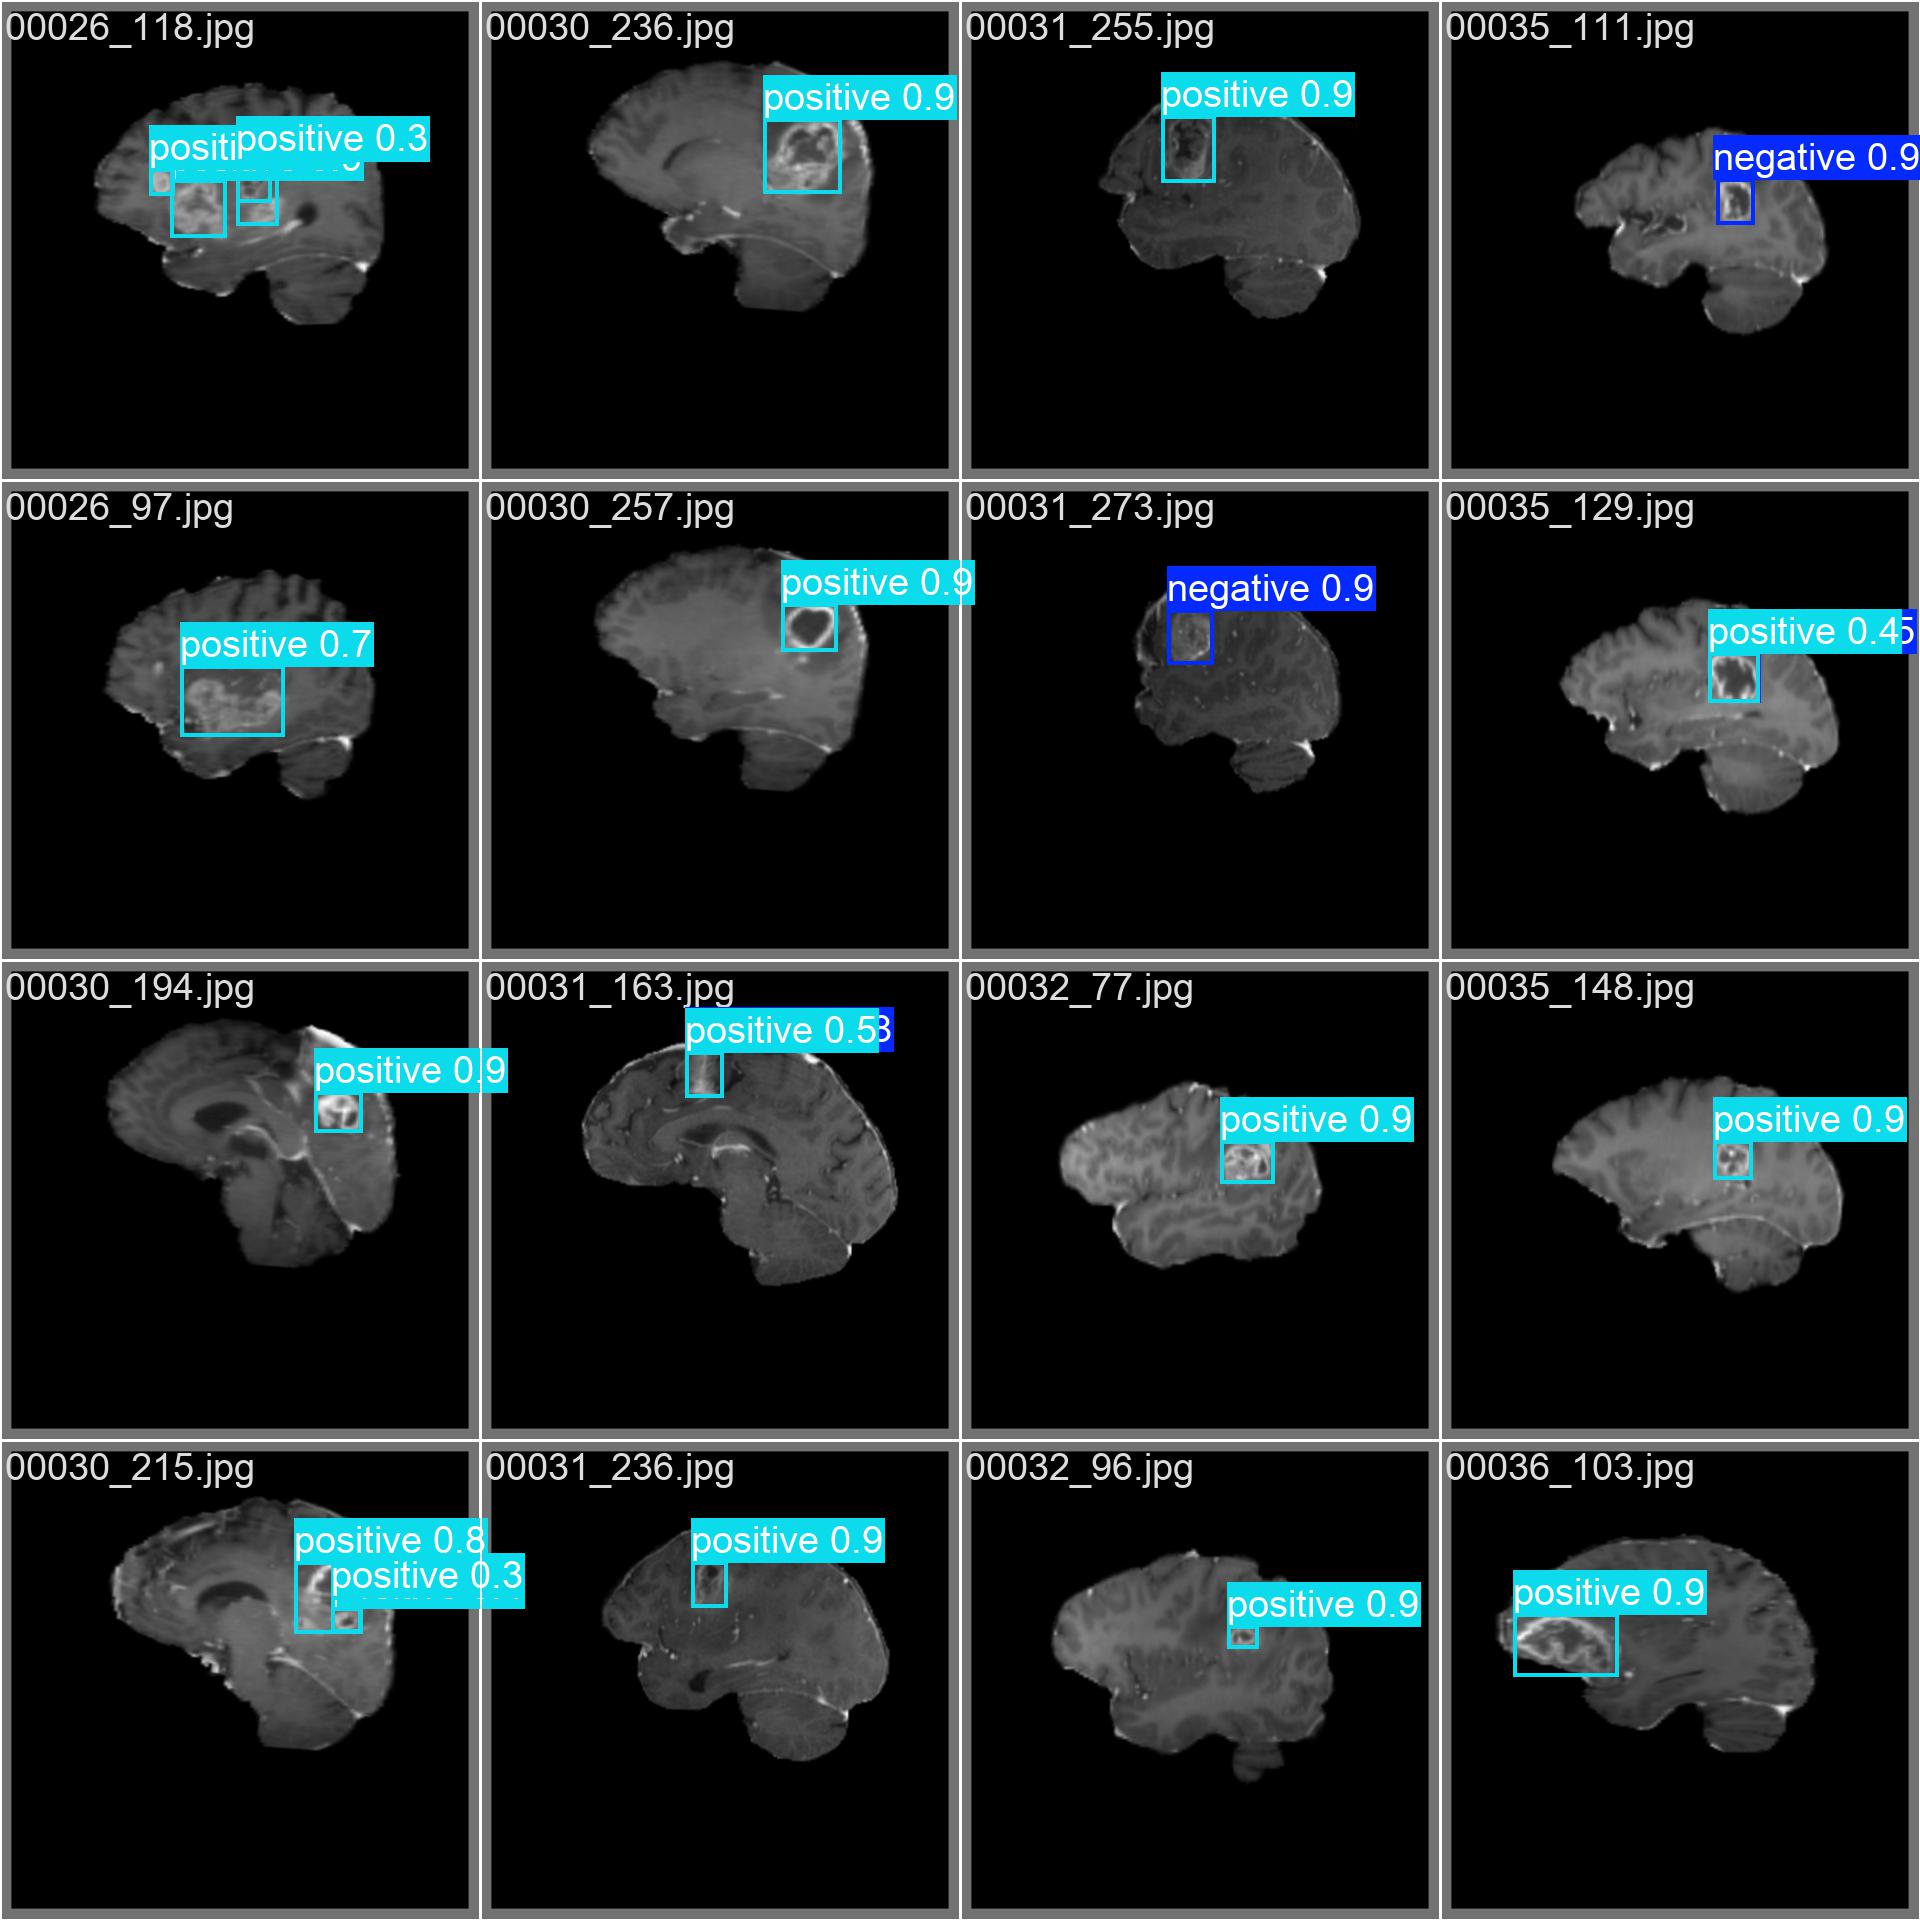 00026_118.jpg
positi
positive 0.3
00030_236.jpg
positive 0.9
00031_255.jpg
positive 0.9
00035_111.jpg
negative 0.9
00026_97.jpg
positive 0.7
00030_257.jpg
positive 0.9
00031_273.jpg
negative 0.9
00035_129.jpg
positive 0.4
5
00030_194.jpg
positive 0.9
00031_163.jpg
positive 0.5
00032_77.jpg
positive 0.9
00035_148.jpg
positive 0.9
00030_215.jpg
positive 0.8
positive 0.3
00031_236.jpg
positive 0.9
00032_96.jpg
positive 0.9
00036_103.jpg
positive 0.9